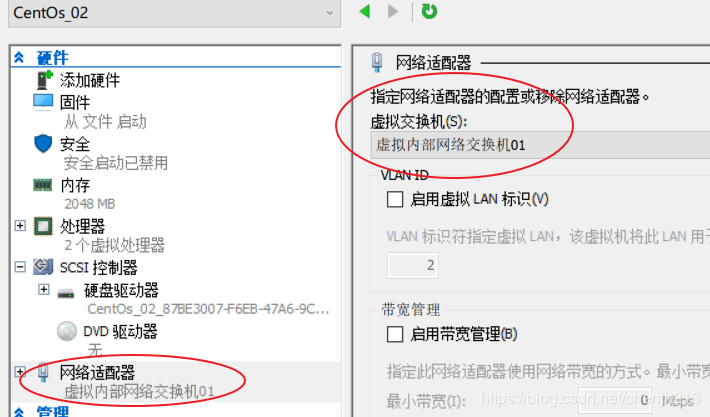 CentOs_02
硬件
添加硬件
固件
从 文件 启动
安全
安全启动已禁用
内存
2048 MB
处理器
2 个虚拟处理器
SCSI 控制器
硬盘驱动器
CentOs_02_87BE3007-F6EB-47A6-9C...
DVD 驱动器
无
网络适配器
虚拟内部网络交换机01
管理
网络适配器
指定网络适配器的配置或移除网络适配器。
虚拟交换机(S):
虚拟内部网络交换机01
VLAN ID
启用虚拟 LAN 标识(V)
VLAN 标识符指定虚拟 LAN，该虚拟机将此 LAN 用于
2
带宽管理
启用带宽管理(B)
指定此网络适配器使用网络带宽的方式。最小带宽
最小带宽(I):
0
Mbps